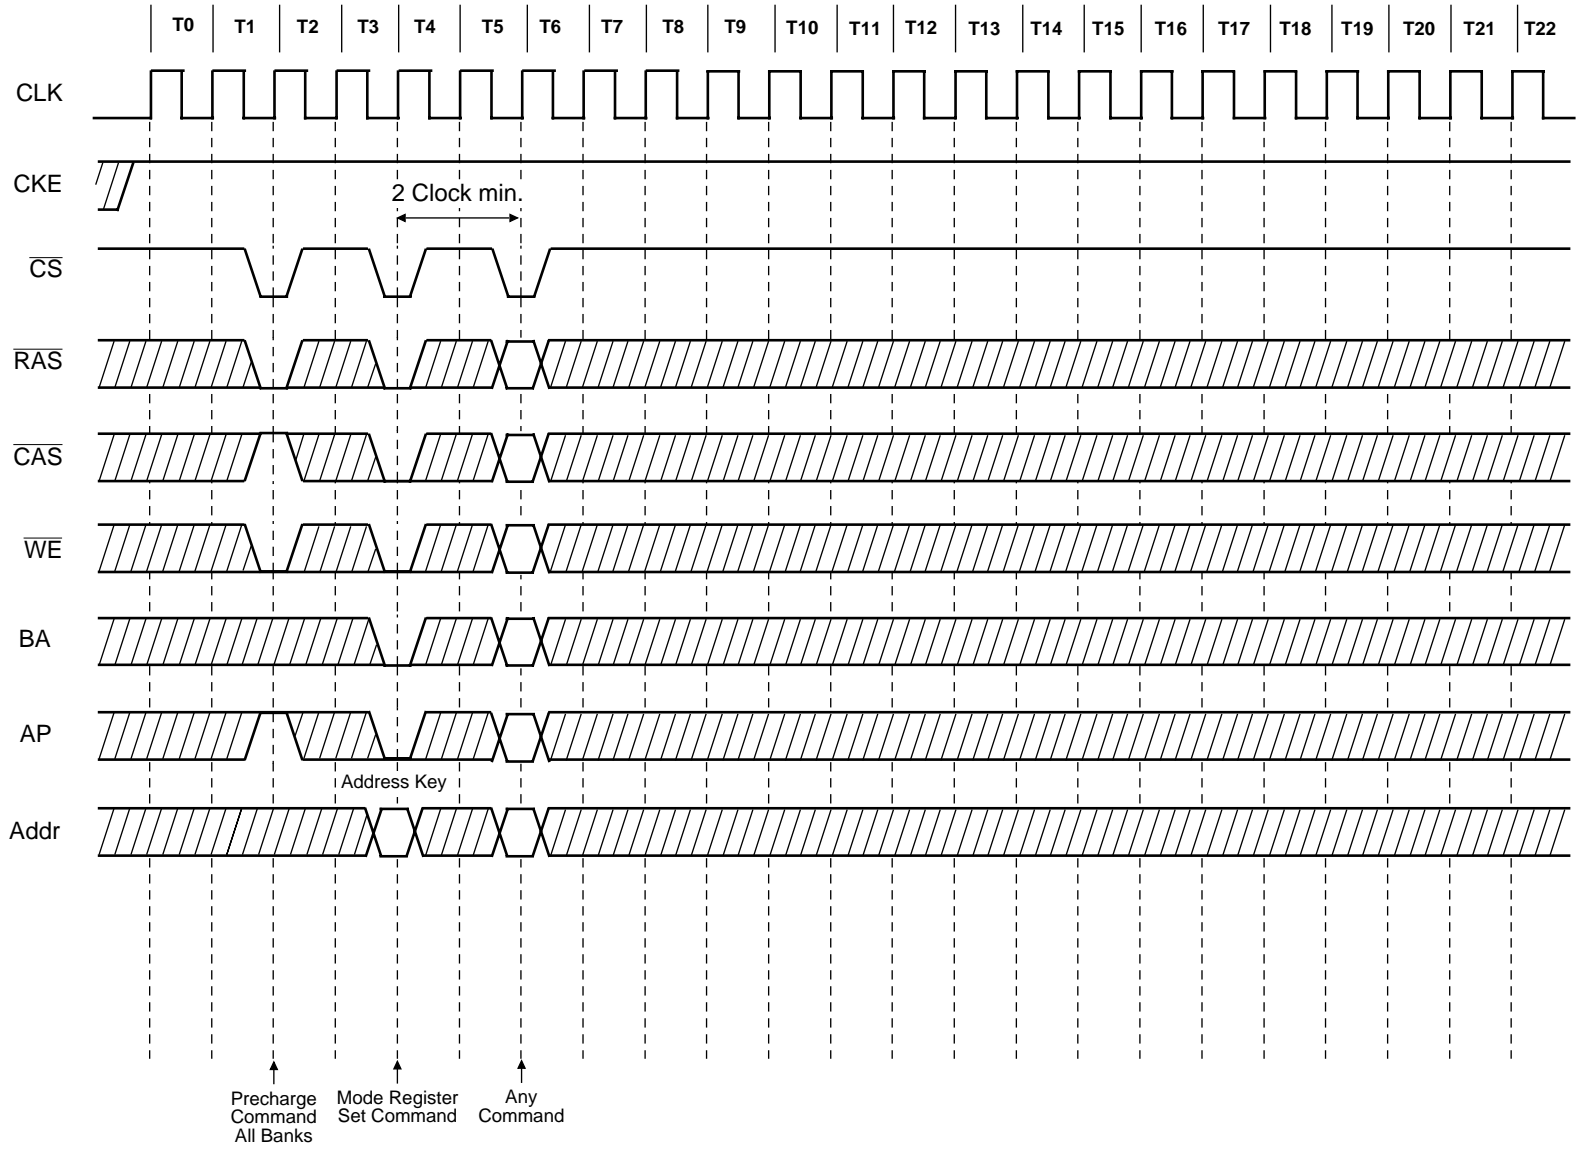 T0 T1 T2 T3 T4 T5 T6 T7 T8 T9 T10 T11 T12 T13 T14 T15 T16 T17 T18 T19 T20 T21 T22
CLK
CKE
2 Clock min.
CS
RAS
CAS
WE
BA
AP
Address Key
Addr
Precharge
Command
All Banks
Mode Register
Set Command
Any
Command